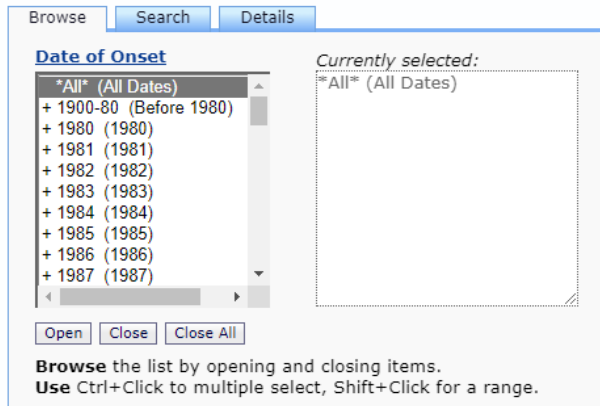 Browse Search Details
Date of Onset
Currently selected:
*All* (All Dates)
+ 1900-80 (Before 1980)
+ 1980 (1980)
+ 1981 (1981)
+ 1982 (1982)
+ 1983 (1983)
+ 1984 (1984)
+ 1985 (1985)
+ 1986 (1986)
+ 1987 (1987)
*All* (All Dates)
Open Close Close All
Browse the list by opening and closing items.
Use Ctrl+Click to multiple select, Shift+Click for a range.